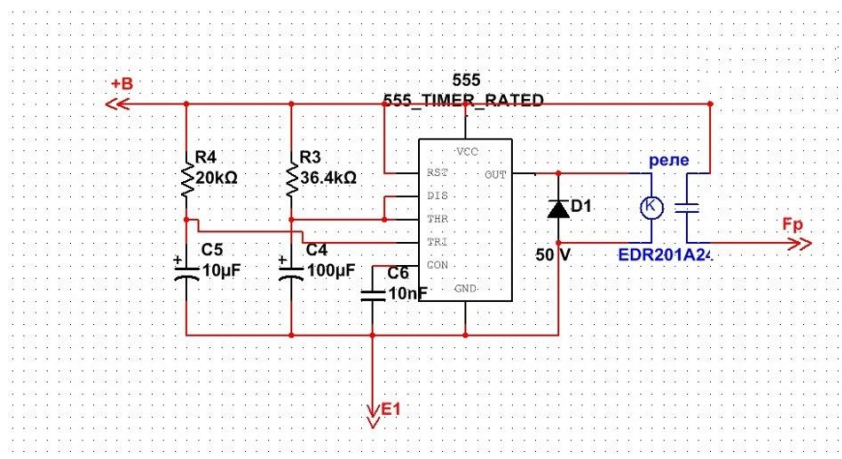 555
+B
555_TIMER_RATED
VCC
R4
20kΩ
R3
36.4kΩ
RST
DIS
THR
TRI
CON
GND
OUT
реле
K
D1
50 V
EDR201A24
Fp
C5
10µF
+
C4
100µF
+
C6
10nF
E1